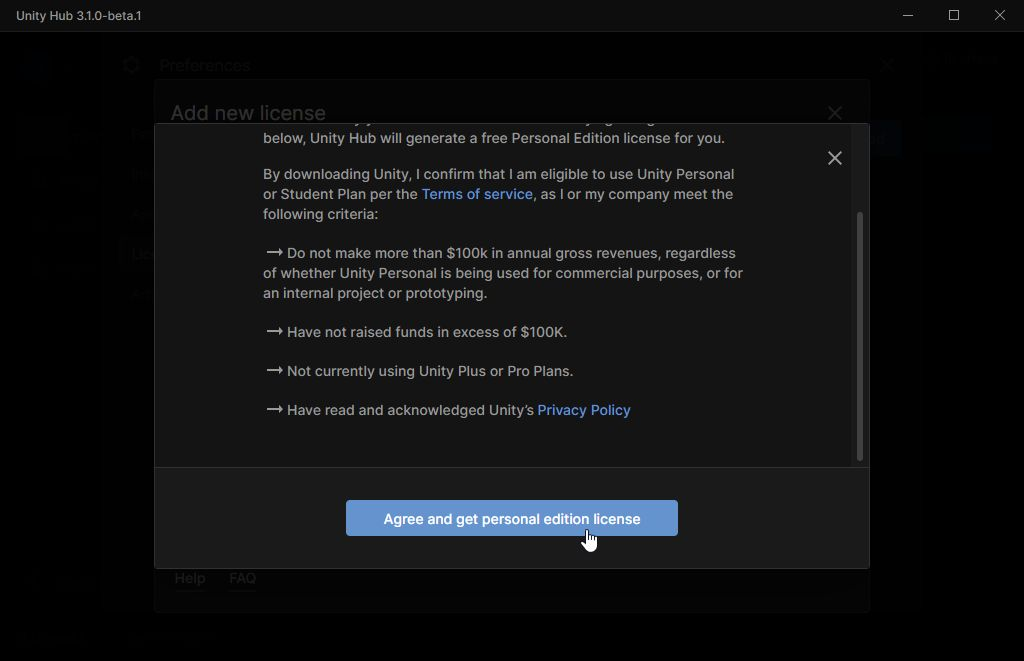 Unity Hub 3.1.0-beta.1
Preferences
Add new license
below, Unity Hub will generate a free Personal Edition license for you.
By downloading Unity, I confirm that I am eligible to use Unity Personal
or Student Plan per the Terms of service, as I or my company meet the
following criteria:
→ Do not make more than $100k in annual gross revenues, regardless
of whether Unity Personal is being used for commercial purposes, or for
an internal project or prototyping.
→ Have not raised funds in excess of $100K.
→ Not currently using Unity Plus or Pro Plans.
→ Have read and acknowledged Unity’s Privacy Policy
Agree and get personal edition license
Help FAQ